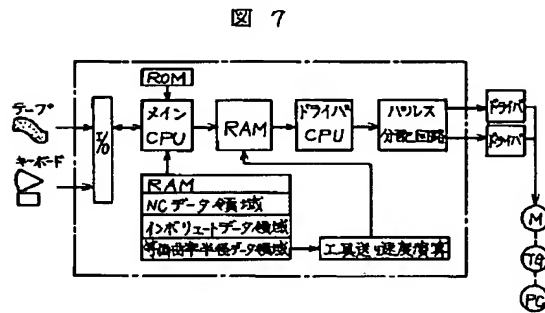 図 7
テープ
キーボード
I/O
ROM
メイン
CPU
RAM
ドライバ
CPU
パルス
分配回路
ドライバ
ドライバ
RAM
NCデータ領域
インボリュートデータ領域
等価曲率半径データ領域
工具送り速度演算
M
TG
PC